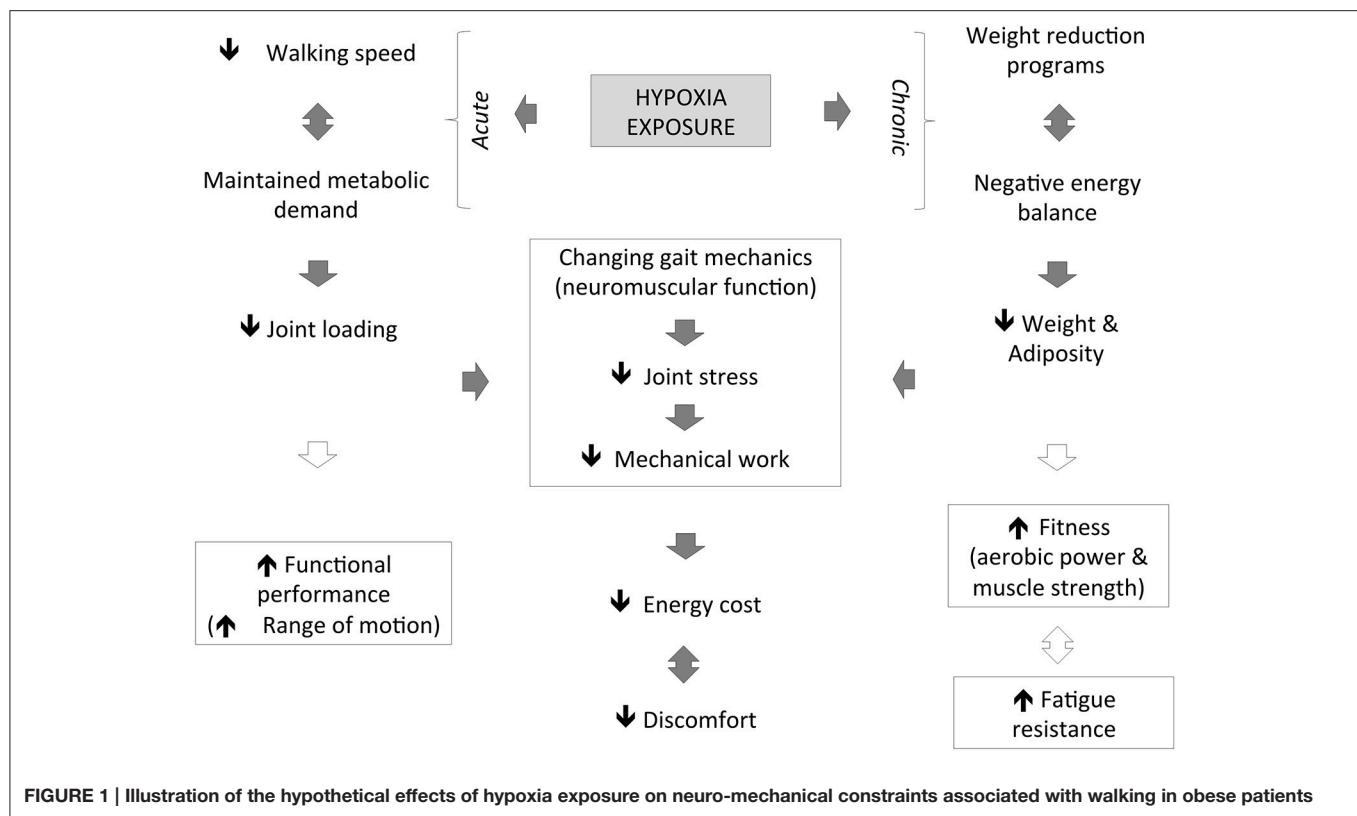 Walking speed
Maintained metabolic
demand
Joint loading
Functional
performance
( Range of motion)
Acute
HYPOXIA
EXPOSURE
Chronic
Changing gait mechanics
(neuromuscular function)
Joint stress
Mechanical work
Energy cost
Discomfort
Weight reduction
programs
Negative energy
balance
Weight &
Adiposity
Fitness
(aerobic power &
muscle strength)
Fatigue
resistance
FIGURE 1 | Illustration of the hypothetical effects of hypoxia exposure on neuro-mechanical constraints associated with walking in obese patients